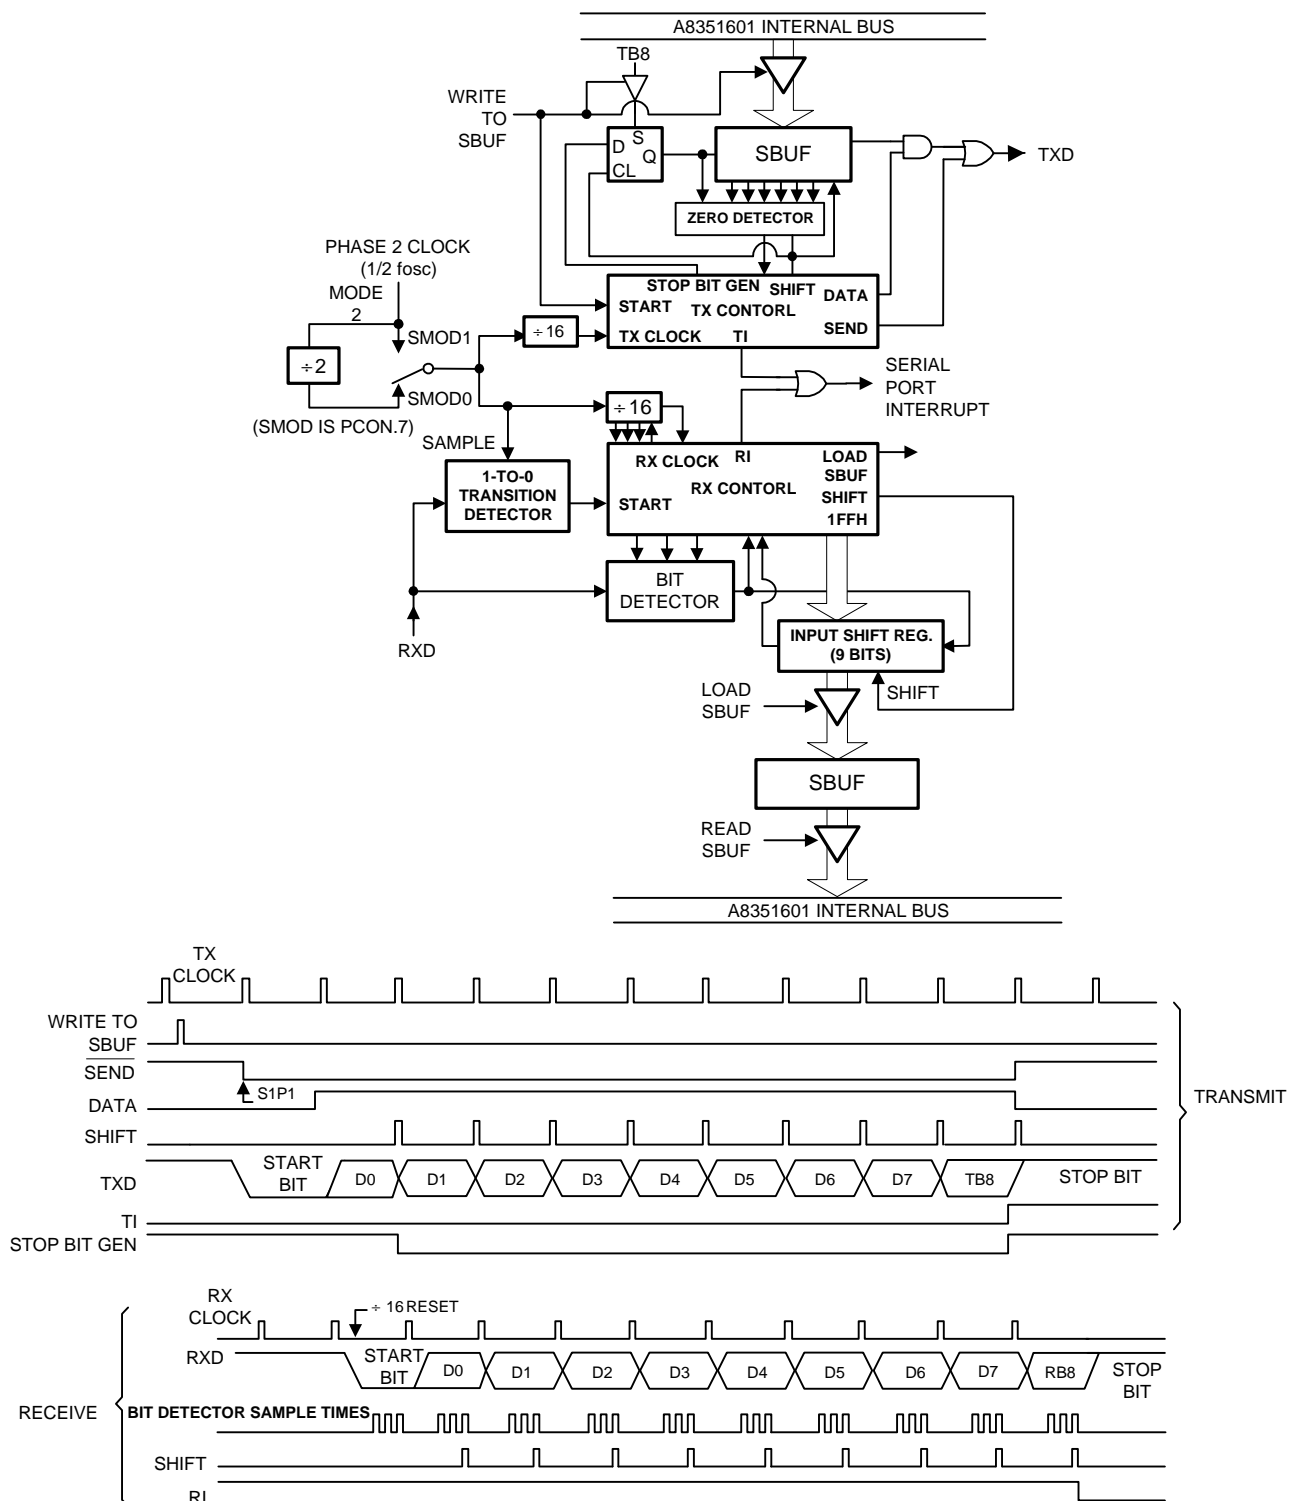 A8351601 INTERNAL BUS
TB8
WRITE
TO
SBUF
S
D
Q
CL
SBUF
TXD
ZERO DETECTOR
PHASE 2 CLOCK
(1/2 fosc)
MODE
2
STOP BIT GEN SHIFT
DATA
START
TX CONTORL
SEND
TX CLOCK
TI
÷16
SMOD1
÷2
SMOD0
(SMOD IS PCON.7)
SERIAL
PORT
INTERRUPT
÷16
SAMPLE
RX CLOCK
RI
LOAD
SBUF
1-TO-0
TRANSITION
DETECTOR
START
RX CONTORL
SHIFT
1FFH
BIT
DETECTOR
RXD
INPUT SHIFT REG.
(9 BITS)
LOAD
SBUF
SHIFT
SBUF
READ
SBUF
A8351601 INTERNAL BUS
TX
CLOCK
WRITE TO
SBUF
SEND
S1P1
DATA
TRANSMIT
SHIFT
TXD
START
BIT
D0
D1
D2
D3
D4
D5
D6
D7
TB8
STOP BIT
TI
STOP BIT GEN
RX
CLOCK
÷ 16 RESET
RXD
START
BIT
D0
D1
D2
D3
D4
D5
D6
D7
RB8
STOP
BIT
RECEIVE
BIT DETECTOR SAMPLE TIMES
SHIFT
RI